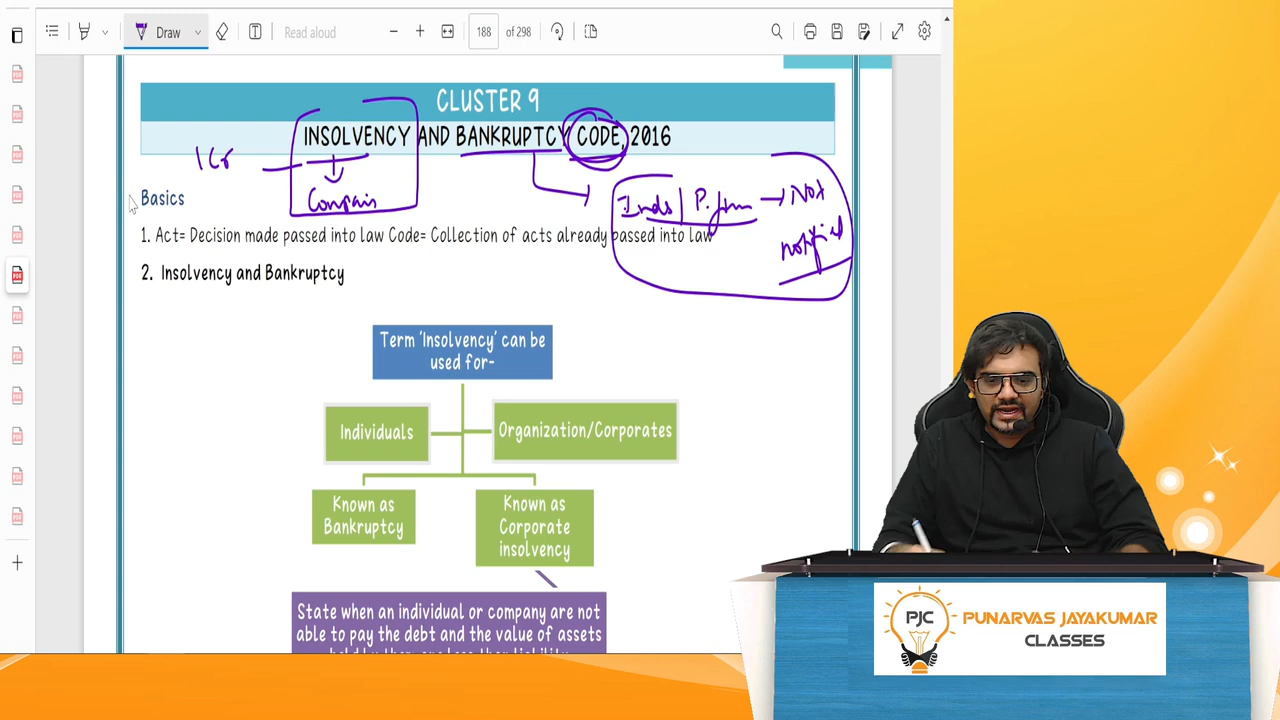 Draw
Read aloud
188 of 298
CLUSTER 9
INSOLVENCY AND BANKRUPTCY CODE, 2016
Inds | P. firm → Not
notified
Basics
1. Act= Decision made passed into law Code= Collection of acts already passed into law
2. Insolvency and Bankruptcy
Term 'Insolvency' can be
used for-
Individuals
Organization/Corporates
Known as
Bankruptcy
Known as
Corporate
insolvency
State when an individual or company are not
able to pay the debt and the value of assets
PJC
PUNARVAS JAYAKUMAR
CLASSES